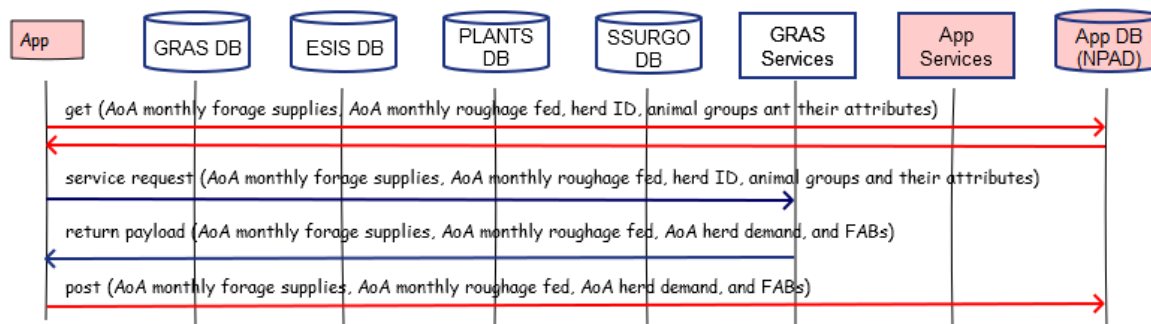 App
GRAS DB
ESIS DB
PLANTS
DB
SSURGO
DB
GRAS
Services
App
Services
App DB
(NPAD)
get (AoA monthly forage supplies, AoA monthly roughage fed, herd ID, animal groups ant their attributes)
service request (AoA monthly forage supplies, AoA monthly roughage fed, herd ID, animal groups and their attributes)
return payload (AoA monthly forage supplies, AoA monthly roughage fed, AoA herd demand, and FABs)
post (AoA monthly forage supplies, AoA monthly roughage fed, AoA herd demand, and FABs)